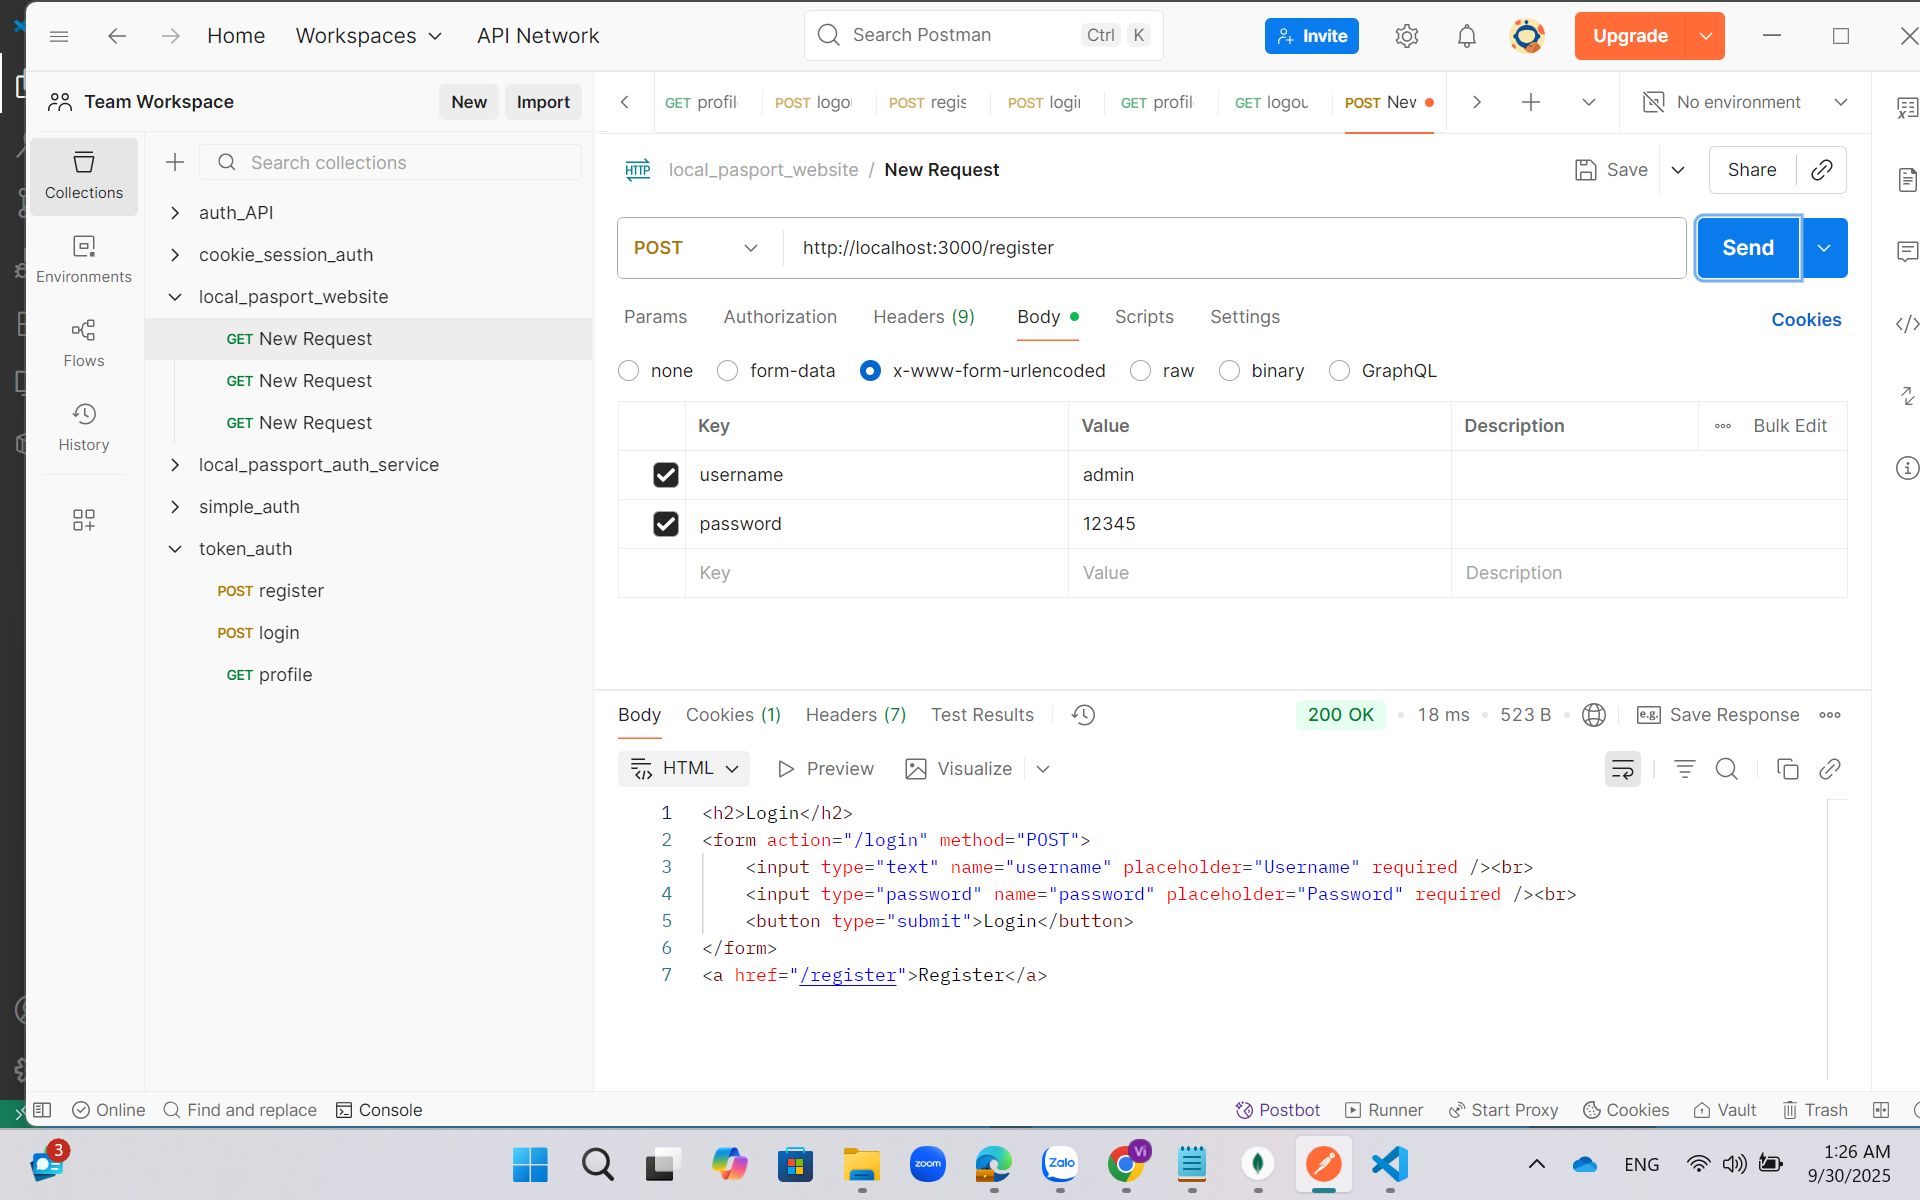 Home Workspaces API Network Search Postman Ctrl K Invite Upgrade
Team Workspace New Import
GET profil POST logo POST regis POST logi GET profil GET logou POST New No environment
Collections
Search collections
auth_API
cookie_session_auth
local_pasport_website
GET New Request
GET New Request
GET New Request
local_passport_auth_service
simple_auth
token_auth
POST register
POST login
GET profile
Environments
Flows
History
HTTP local_pasport_website / New Request Save Share
POST http://localhost:3000/register Send
Params Authorization Headers (9) Body Scripts Settings Cookies
none form-data x-www-form-urlencoded raw binary GraphQL
Key Value Description Bulk Edit
username admin
password 12345
Key Value Description
Body Cookies (1) Headers (7) Test Results 200 OK 18 ms 523 B e.g. Save Response
HTML Preview Visualize
1 <h2>Login</h2>
2 <form action="/login" method="POST">
3 <input type="text" name="username" placeholder="Username" required /><br>
4 <input type="password" name="password" placeholder="Password" required /><br>
5 <button type="submit">Login</button>
6 </form>
7 <a href="/register">Register</a>
Online Find and replace Console Postbot Runner Start Proxy Cookies Vault Trash
3 zoom Zalo Vi ENG 1:26 AM
9/30/2025